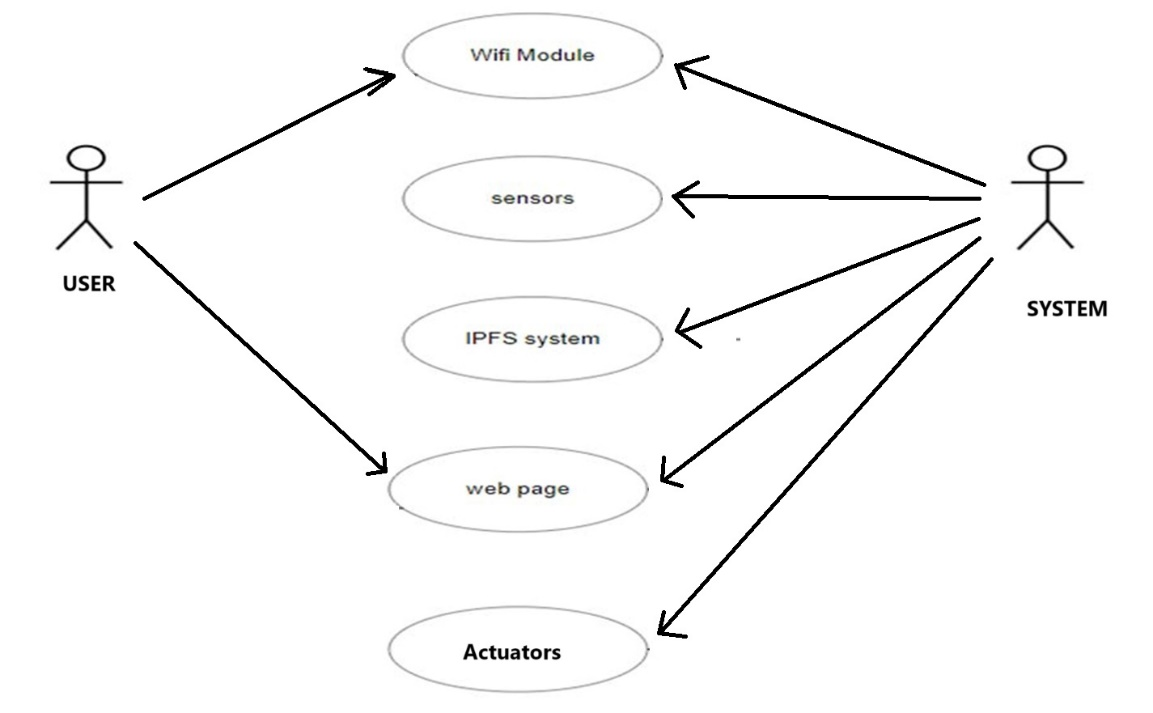 Wifi Module
sensors
USER
SYSTEM
IPFS system
web page
Actuators